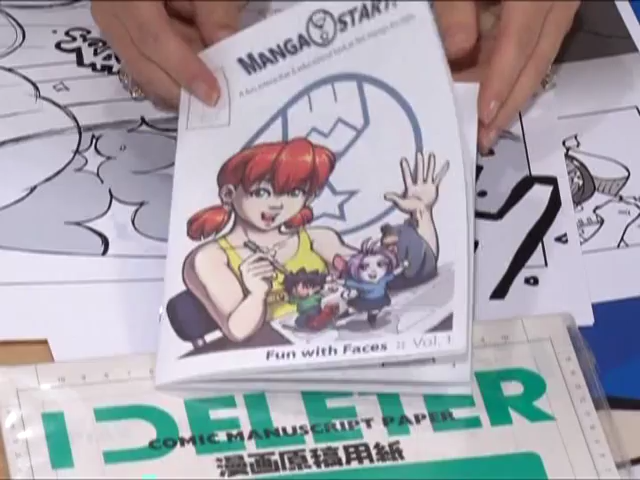 MANGA START!
Fun with Faces :: Vol. 1
DELETER
COMIC MANUSCRIPT PAPER
漫画原稿用紙